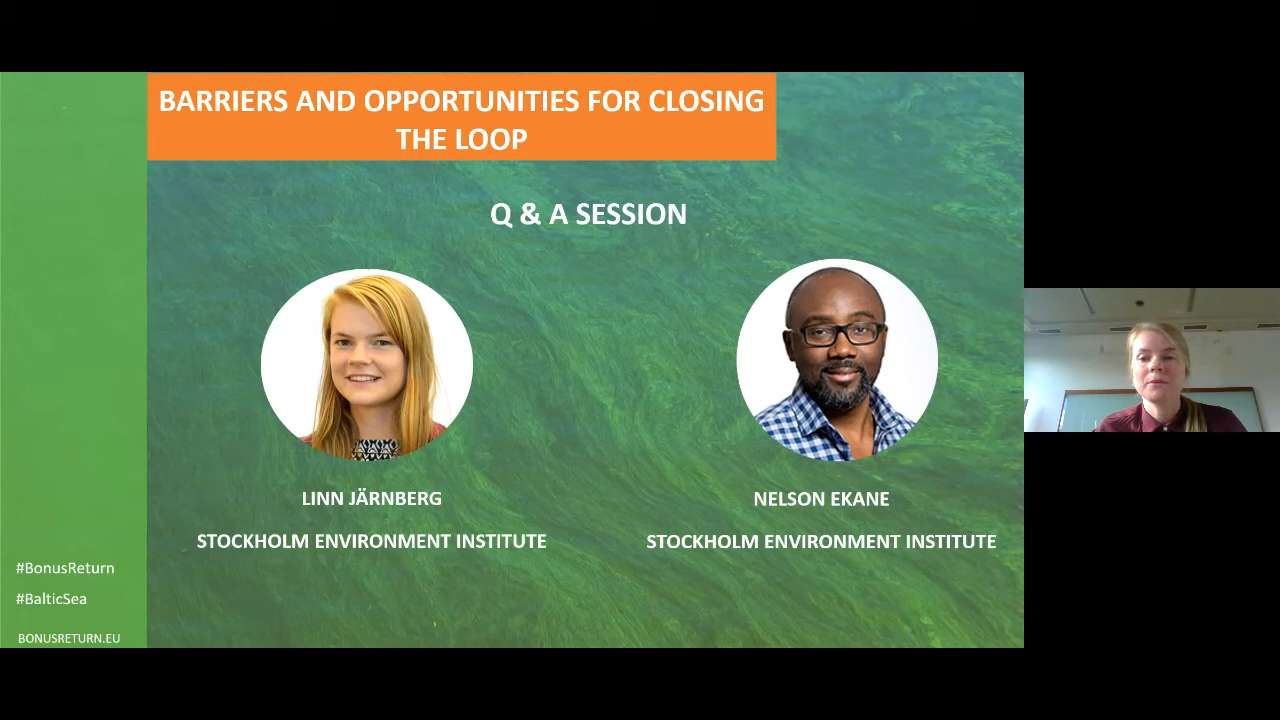 BARRIERS AND OPPORTUNITIES FOR CLOSING
THE LOOP
Q & A SESSION
LINN JÄRNBERG
STOCKHOLM ENVIRONMENT INSTITUTE
NELSON EKANE
STOCKHOLM ENVIRONMENT INSTITUTE
#BonusReturn
#BalticSea
BONUSRETURN.EU